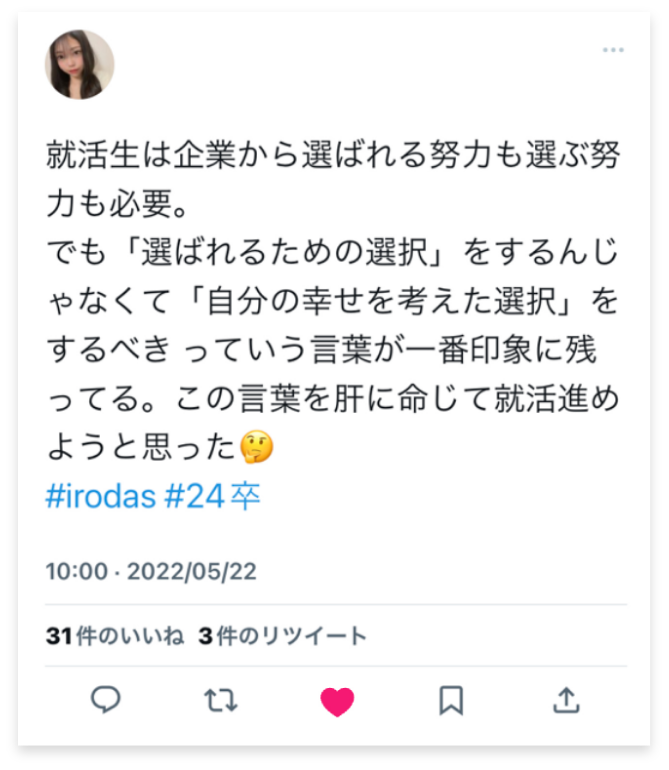 就活生は企業から選ばれる努力も選ぶ努
力も必要。
でも「選ばれるための選択」をするんじ
ゃなくて「自分の幸せを考えた選択」を
するべき っていう言葉が一番印象に残
ってる。この言葉を肝に命じて就活進め
ようと思った🤔
#irodas #24卒
10:00 · 2022/05/22
31件のいいね 3件のリツイート